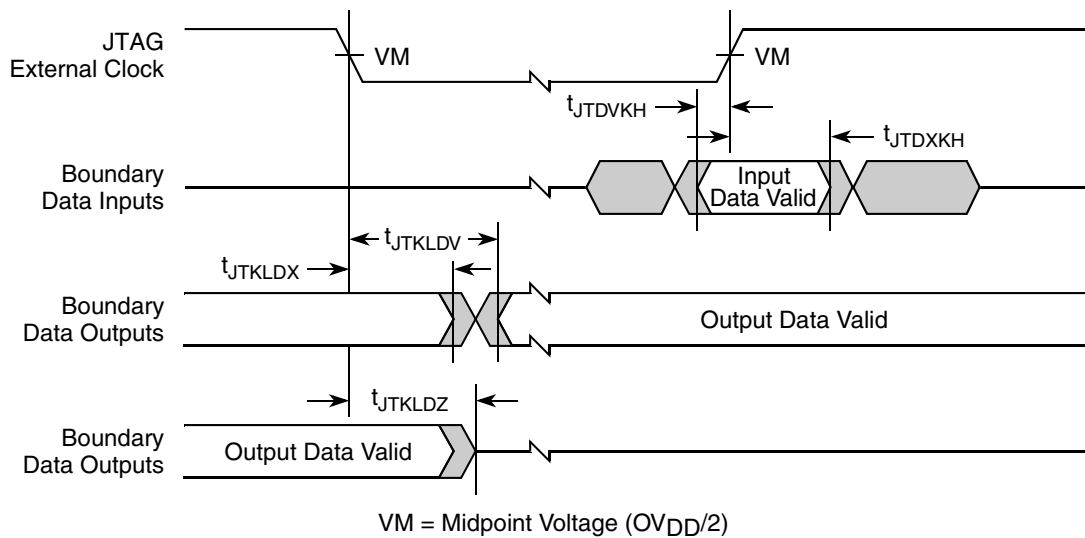 JTAG
External Clock
VM
VM
tJTDVKH
tJTDXKH
Boundary
Data Inputs
Input
Data Valid
tJTKLDV
tJTKLDX
Boundary
Data Outputs
Output Data Valid
tJTKLDZ
Boundary
Data Outputs
Output Data Valid
VM = Midpoint Voltage (OVDD/2)